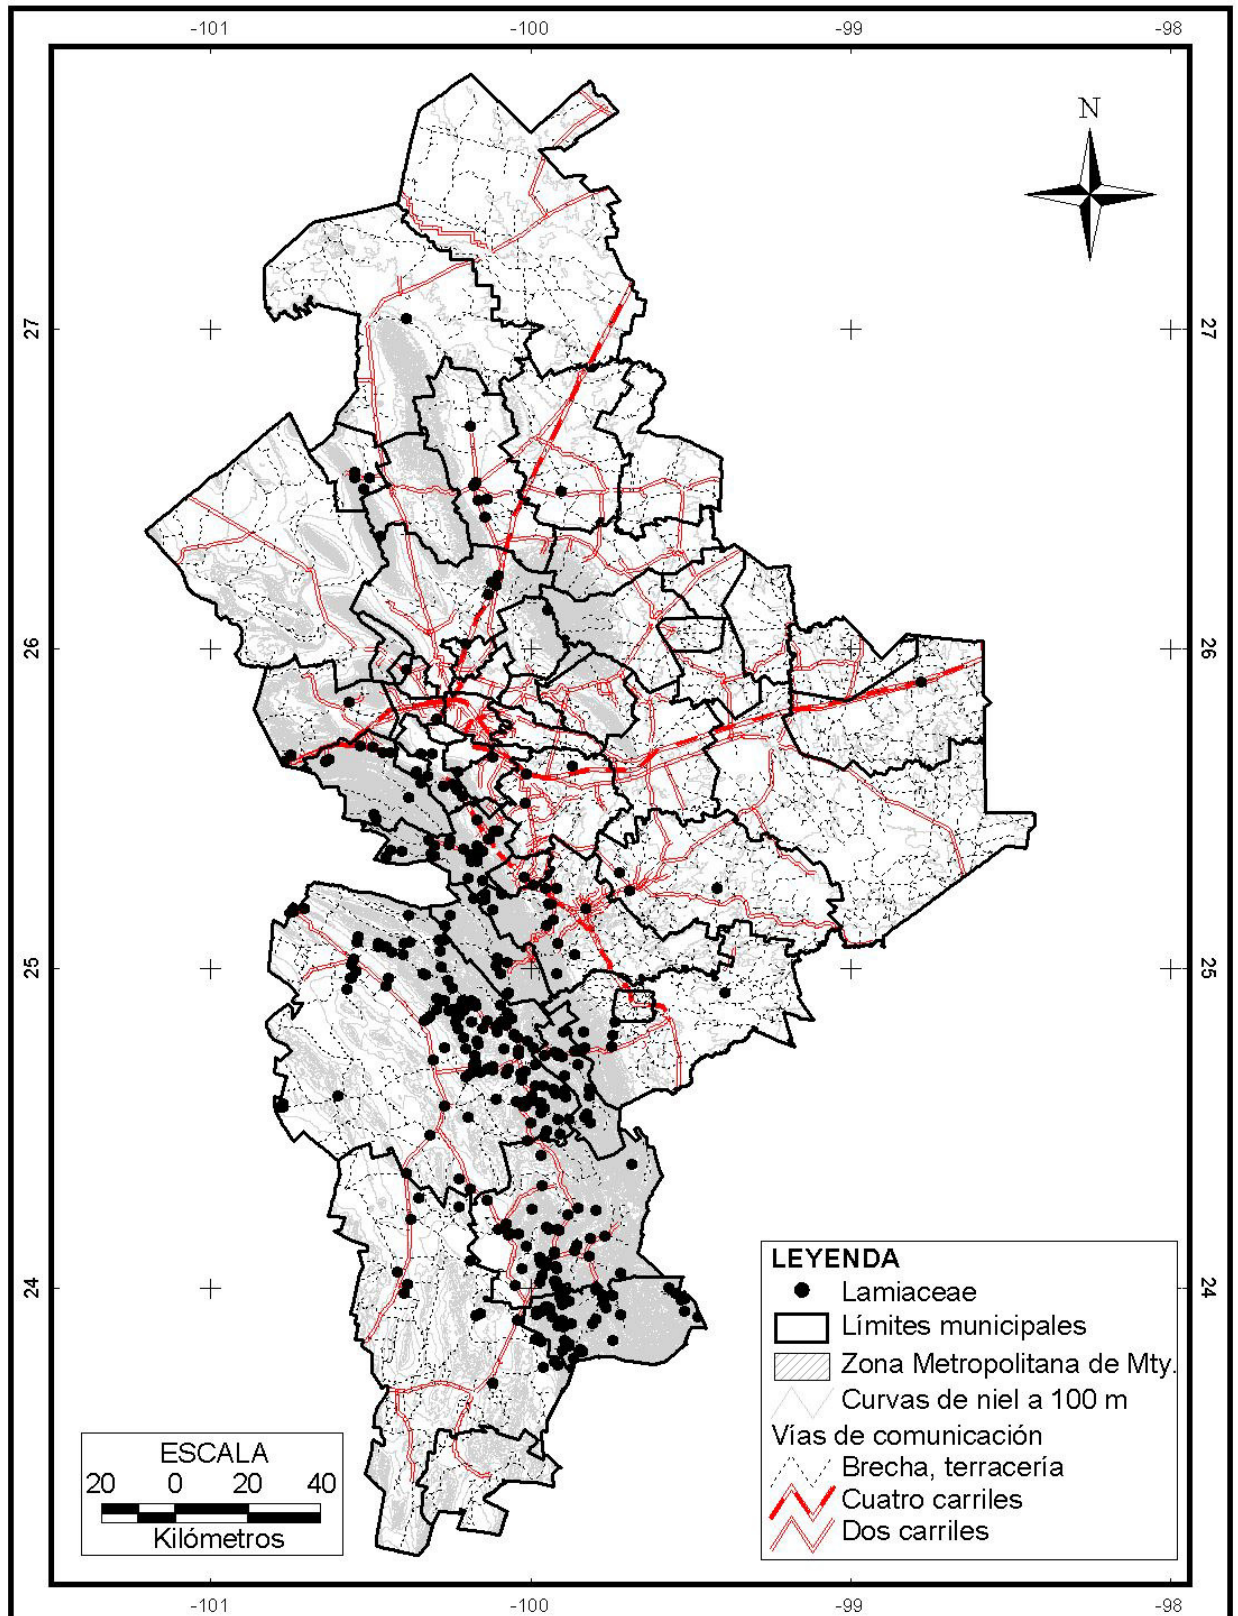 -101 -100 -99 -98
N
27 27
26 26
25 25
24 24
LEYENDA
Lamiaceae
Límites municipales
Zona Metropolitana de Mty.
Curvas de niel a 100 m
Vías de comunicación
Brecha, terracería
Cuatro carriles
Dos carriles
ESCALA
20 0 20 40
Kilómetros
-101 -100 -99 -98